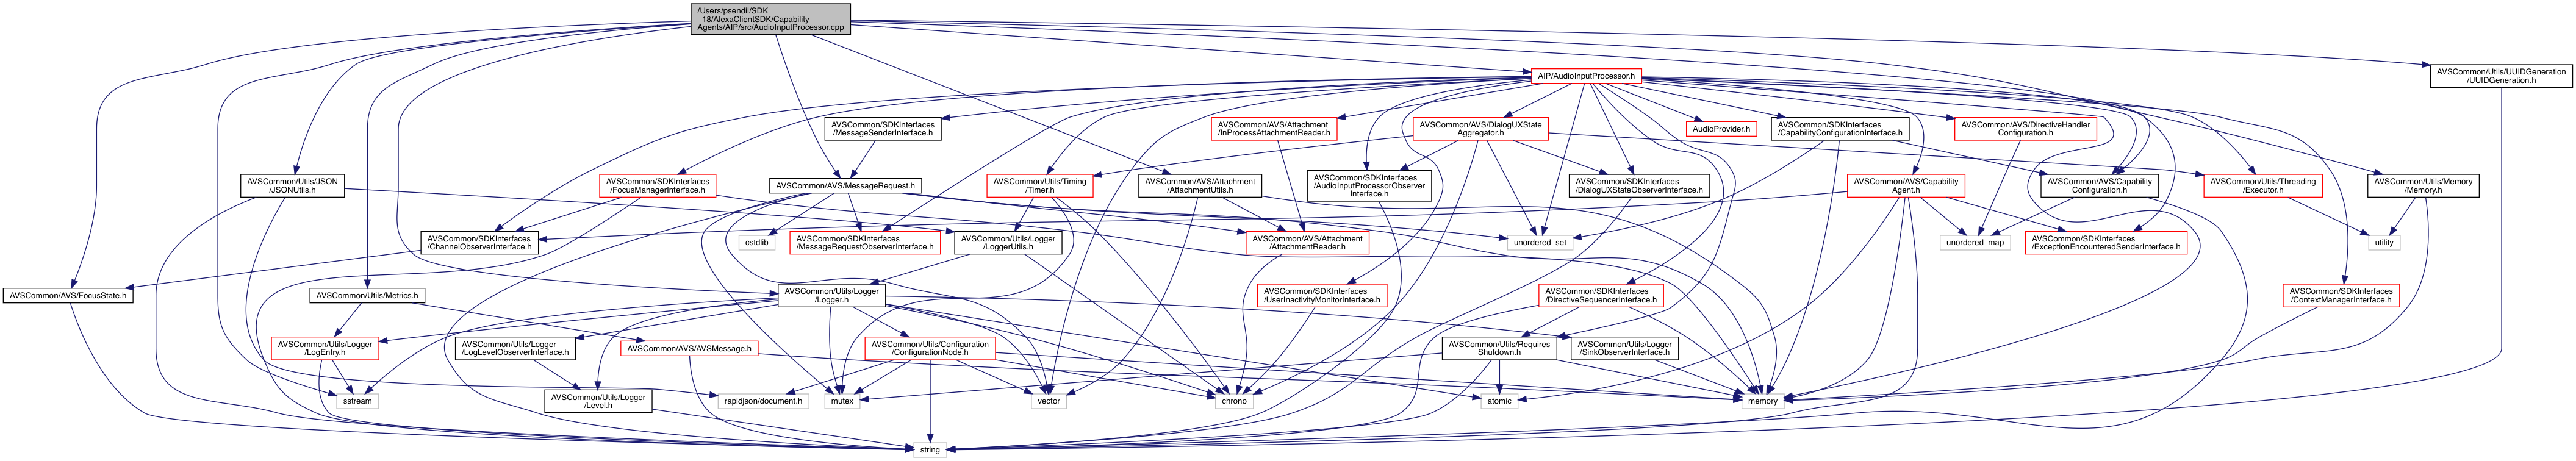 /Users/psendil/SDK
_18/AlexaClientSDK/Capability
Agents/AIP/src/AudioInputProcessor.cpp
AIP/AudioInputProcessor.h
AVSCommon/Utils/UUIDGeneration
/UUIDGeneration.h
AVSCommon/SDKInterfaces
/MessageSenderInterface.h
AVSCommon/AVS/Attachment
/InProcessAttachmentReader.h
AVSCommon/AVS/DialogUXState
Aggregator.h
AudioProvider.h
AVSCommon/SDKInterfaces
/CapabilityConfigurationInterface.h
AVSCommon/AVS/DirectiveHandler
Configuration.h
AVSCommon/Utils/JSON
/JSONUtils.h
AVSCommon/SDKInterfaces
/FocusManagerInterface.h
AVSCommon/AVS/MessageRequest.h
AVSCommon/Utils/Timing
/Timer.h
AVSCommon/AVS/Attachment
/AttachmentUtils.h
AVSCommon/SDKInterfaces
/AudioInputProcessorObserver
Interface.h
AVSCommon/SDKInterfaces
/DialogUXStateObserverInterface.h
AVSCommon/AVS/Capability
Agent.h
AVSCommon/AVS/Capability
Configuration.h
AVSCommon/Utils/Threading
/Executor.h
AVSCommon/Utils/Memory
/Memory.h
AVSCommon/SDKInterfaces
/ChannelObserverInterface.h
cstdlib
AVSCommon/SDKInterfaces
/MessageRequestObserverInterface.h
AVSCommon/Utils/Logger
/LoggerUtils.h
AVSCommon/AVS/Attachment
/AttachmentReader.h
unordered_set
unordered_map
AVSCommon/SDKInterfaces
/ExceptionEncounteredSenderInterface.h
utility
AVSCommon/AVS/FocusState.h
AVSCommon/Utils/Metrics.h
AVSCommon/Utils/Logger
/Logger.h
AVSCommon/SDKInterfaces
/UserInactivityMonitorInterface.h
AVSCommon/SDKInterfaces
/DirectiveSequencerInterface.h
AVSCommon/SDKInterfaces
/ContextManagerInterface.h
AVSCommon/Utils/Logger
/LogEntry.h
AVSCommon/Utils/Logger
/LogLevelObserverInterface.h
AVSCommon/AVS/AVSMessage.h
AVSCommon/Utils/Configuration
/ConfigurationNode.h
AVSCommon/Utils/Requires
Shutdown.h
AVSCommon/Utils/Logger
/SinkObserverInterface.h
sstream
AVSCommon/Utils/Logger
/Level.h
rapidjson/document.h
mutex
vector
chrono
atomic
memory
string